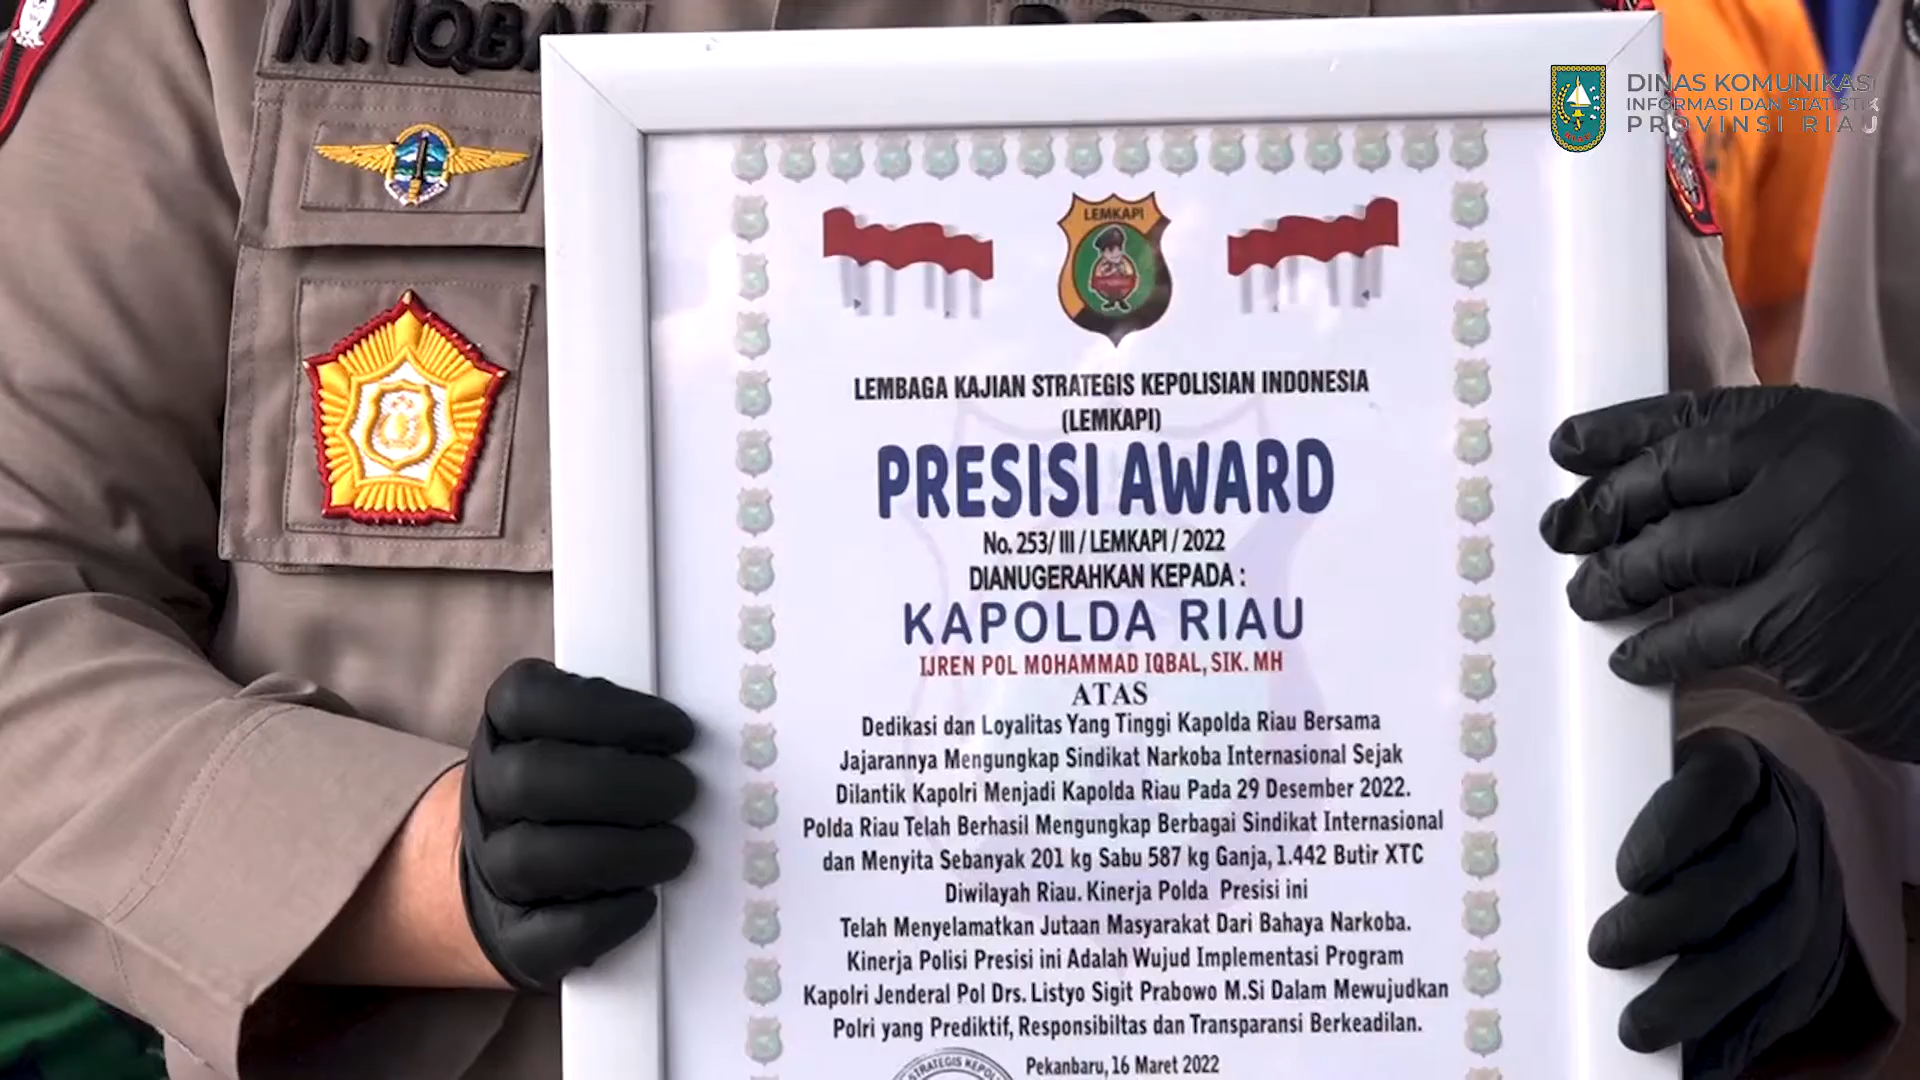 M. IQBAL
DINAS KOMUNIKASI
INFORMASI DAN STATISTIK
PROVINSI RIAU
LEMKAPI
LEMBAGA KAJIAN STRATEGIS KEPOLISIAN INDONESIA
(LEMKAPI)
PRESISI AWARD
No. 253/ III / LEMKAPI / 2022
DIANUGERAHKAN KEPADA :
KAPOLDA RIAU
IJREN POL MOHAMMAD IQBAL, SIK. MH
ATAS
Dedikasi dan Loyalitas Yang Tinggi Kapolda Riau Bersama
Jajarannya Mengungkap Sindikat Narkoba Internasional Sejak
Dilantik Kapolri Menjadi Kapolda Riau Pada 29 Desember 2022.
Polda Riau Telah Berhasil Mengungkap Berbagai Sindikat Internasional
dan Menyita Sebanyak 201 kg Sabu 587 kg Ganja, 1.442 Butir XTC
Diwilayah Riau. Kinerja Polda Presisi ini
Telah Menyelamatkan Jutaan Masyarakat Dari Bahaya Narkoba.
Kinerja Polisi Presisi ini Adalah Wujud Implementasi Program
Kapolri Jenderal Pol Drs. Listyo Sigit Prabowo M.Si Dalam Mewujudkan
Polri yang Prediktif, Responsibiltas dan Transparansi Berkeadilan.
Pekanbaru, 16 Maret 2022